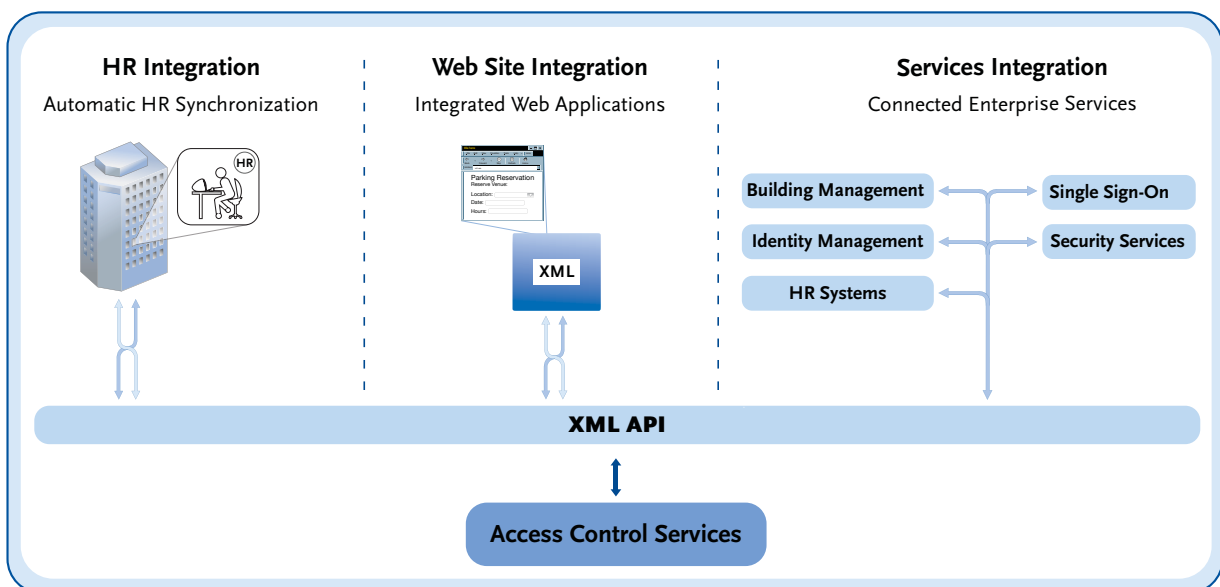 HR Integration
Automatic HR Synchronization
HR
Web Site Integration
Integrated Web Applications
Parking Reservation
Reserve Venue:
Location:
Date:
Hours:
XML
Services Integration
Connected Enterprise Services
Building Management
Single Sign-On
Identity Management
Security Services
HR Systems
XML API
Access Control Services